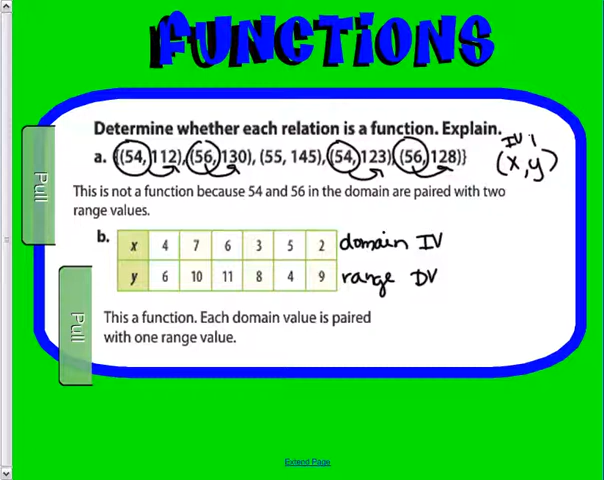 FUNCTIONS
Determine whether each relation is a function. Explain.
IV
a. {(54, 112), (56, 130), (55, 145), (54, 123), (56, 128)} (x, y)
This is not a function because 54 and 56 in the domain are paired with two
range values.
b. x 4 7 6 3 5 2 domain IV
y 6 10 11 8 4 9 range DV
This a function. Each domain value is paired
with one range value.
Pull
Pull
Extend Page